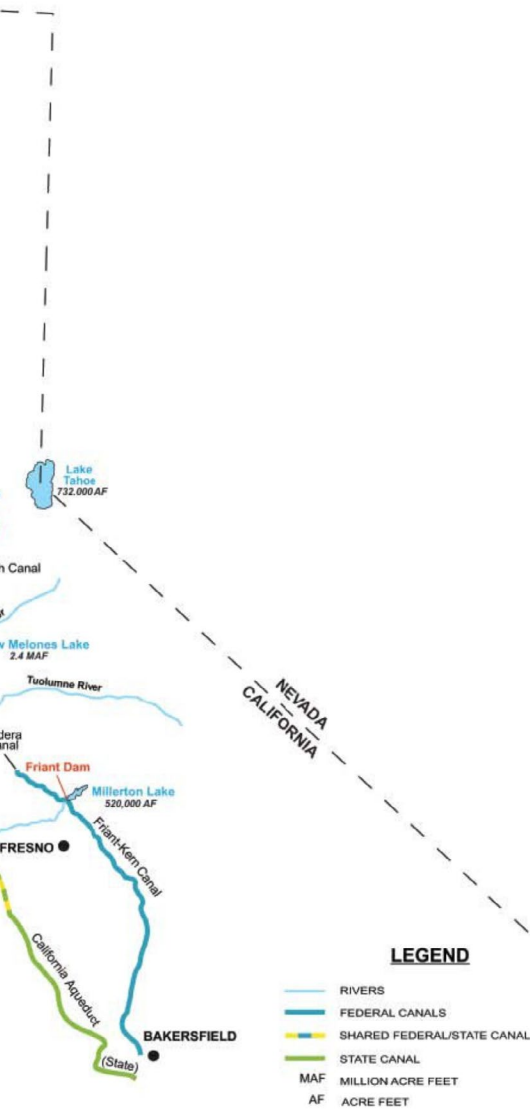 Lake
Tahoe
732.000 AF
h Canal
w Melones Lake
2.4 MAF
Tuolumne River
NEVADA
CALIFORNIA
dera
nal
Friant Dam
Millerton Lake
520,000 AF
Friant-Kern Canal
FRESNO
California Aqueduct
(State)
BAKERSFIELD
LEGEND
RIVERS
FEDERAL CANALS
SHARED FEDERAL/STATE CANAL
STATE CANAL
MAF MILLION ACRE FEET
AF ACRE FEET